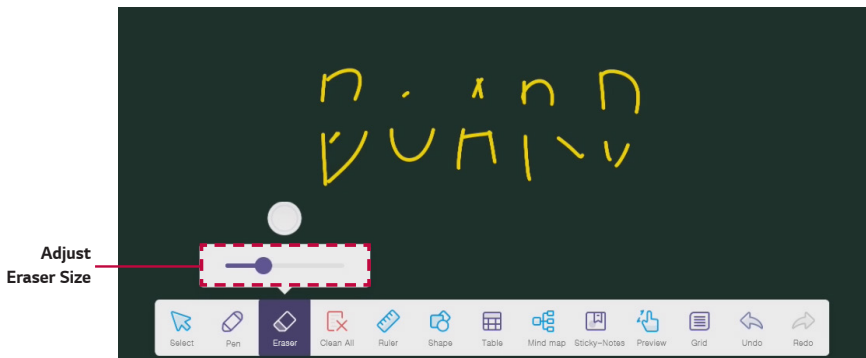 Adjust
Eraser Size
Select Pen Eraser Clean All Ruler Shape Table Mind map Sticky-Notes Preview Grid Undo Redo